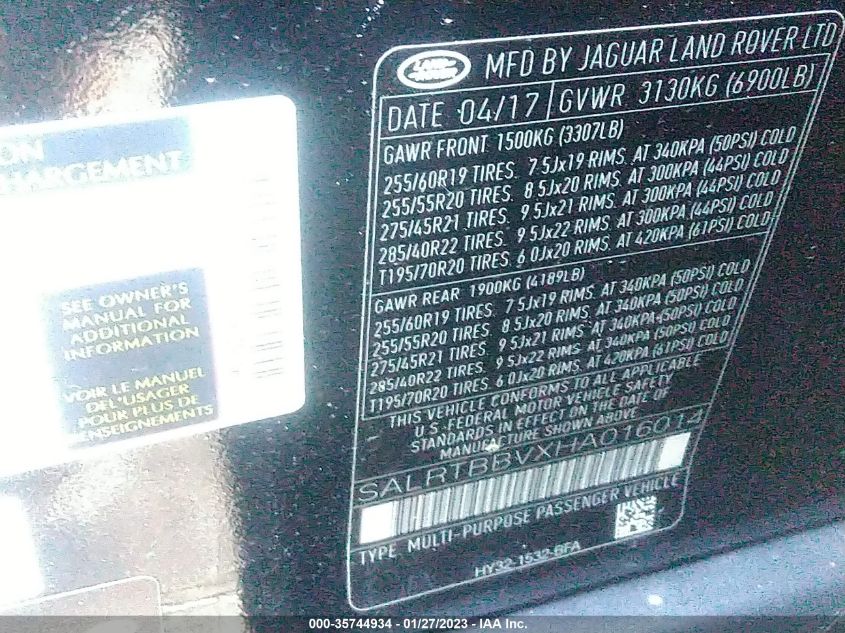 ON
CHARGEMENT
SEE OWNER'S
MANUAL FOR
ADDITIONAL
INFORMATION
VOIR LE MANUEL
DEL'USAGER
POUR PLUS DE
RENSEIGNEMENTS
LAND ROVER
MFD BY JAGUAR LAND ROVER LTD
DATE 04/17 GVWR 3130KG (6900LB)
GAWR FRONT 1500KG (3307LB)
255/60R19 TIRES. 7.5Jx19 RIMS. AT 340KPA (50PSI) COLD
255/55R20 TIRES. 8.5Jx20 RIMS. AT 300KPA (44PSI) COLD
275/45R21 TIRES. 9.5Jx21 RIMS. AT 300KPA (44PSI) COLD
285/40R22 TIRES. 9.5Jx22 RIMS. AT 300KPA (44PSI) COLD
T195/70R20 TIRES. 6.0Jx20 RIMS. AT 420KPA (61PSI) COLD
GAWR REAR 1900KG (4189LB)
255/60R19 TIRES. 7.5Jx19 RIMS. AT 340KPA (50PSI) COLD
255/55R20 TIRES. 8.5Jx20 RIMS. AT 340KPA (50PSI) COLD
275/45R21 TIRES. 9.5Jx21 RIMS. AT 340KPA (50PSI) COLD
285/40R22 TIRES. 9.5Jx22 RIMS. AT 340KPA (50PSI) COLD
T195/70R20 TIRES. 6.0Jx20 RIMS. AT 420KPA (61PSI) COLD
THIS VEHICLE CONFORMS TO ALL APPLICABLE
U.S. FEDERAL MOTOR VEHICLE SAFETY
STANDARDS IN EFFECT ON THE DATE OF
MANUFACTURE SHOWN ABOVE
SALRTBBVXHA016014
TYPE. MULTI-PURPOSE PASSENGER VEHICLE
HY32-1532-BFA
000-35744934 - 01/27/2023 - IAA Inc.